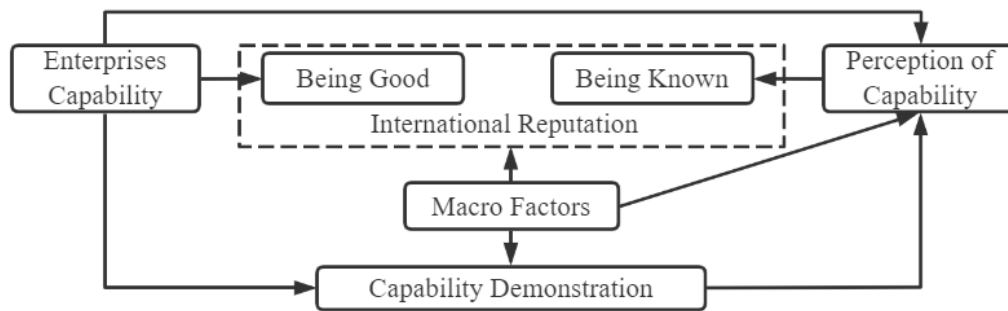 Enterprises
Capability
Being Good
Being Known
Perception of
Capability
International Reputation
Macro Factors
Capability Demonstration